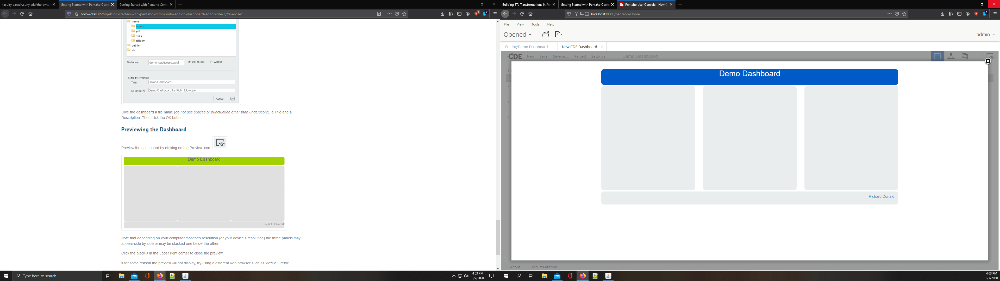 faculty.baruch.cuny.edu/rholowcza
Getting Started with Pentaho Com
Getting Started with Pentaho Com
holowczak.com/getting-started-with-pentaho-community-edition-dashboard-editor-cde/3/#exercise1
7
7
home
admin
pat
suzy
tiffany
public
etc
File Name: *
demo_dashboard.wcdf
Dashboard
Widget
- Extra Information -
Title:
Demo Dashboard
Description:
Demo Dashboard by Rich Holowczak
Cancel
Ok
Give the dashboard a file name (do not use spaces or punctuation other than underscore), a Title and a
Description. Then click the OK button.
Previewing the Dashboard
Preview the dashboard by clicking on the Preview icon.
Demo Dashboard
by Rich Holowczak
Note that depending on your computer monitor's resolution (or your device's resolution) the three panels may
appear side by side or may be stacked one below the other.
Click the black X in the upper right corner to close the preview.
If for some reason the preview will not display, try using a different web browser such as Mozilla Firefox.
Type here to search
4:03 PM
3/7/2020
Building ETL Transformations in Pe
Getting Started with Pentaho Com
Pentaho User Console - New C
localhost:8080/pentaho/Home
1
File View Tools Help
Opened
admin
Editing:Demo Dashboard
New CDE Dashboard
CDE New Save Save as... Reload Settings Demo Dashboard
La
Demo Dashboard
Richard Donald
About Documentation
4:03 PM
3/7/2020